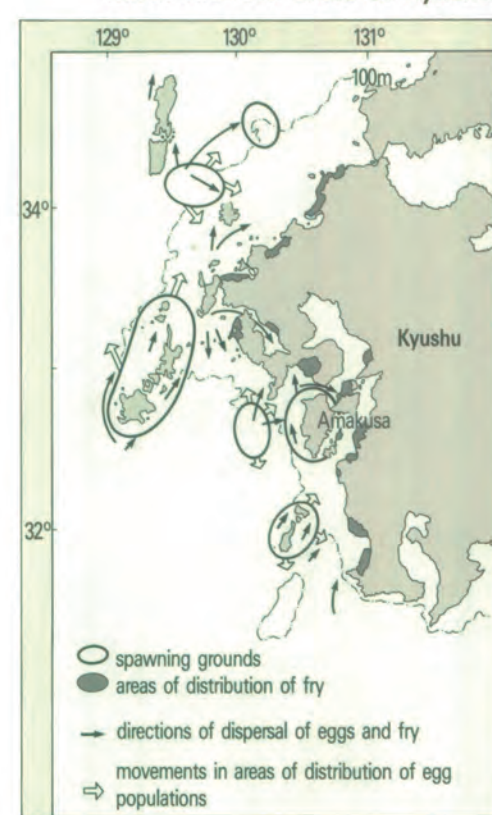 129°
130°
131°
100m
34°
Kyushu
Amakusa
32°
spawning grounds
areas of distribution of fry
directions of dispersal of eggs and fry
movements in areas of distribution of egg
populations